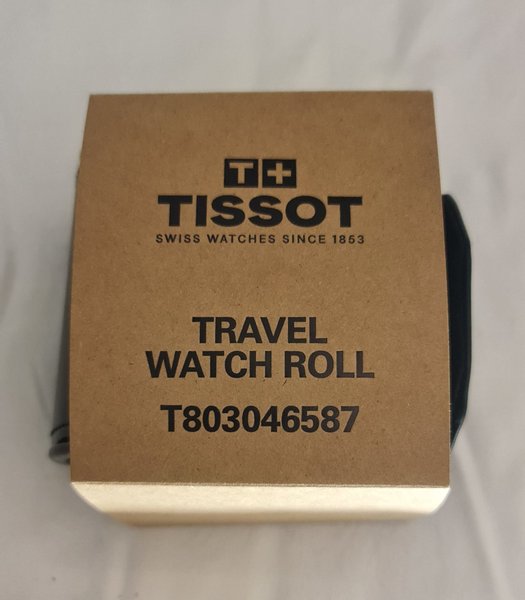 T+
TISSOT
SWISS WATCHES SINCE 1853
TRAVEL
WATCH ROLL
T803046587